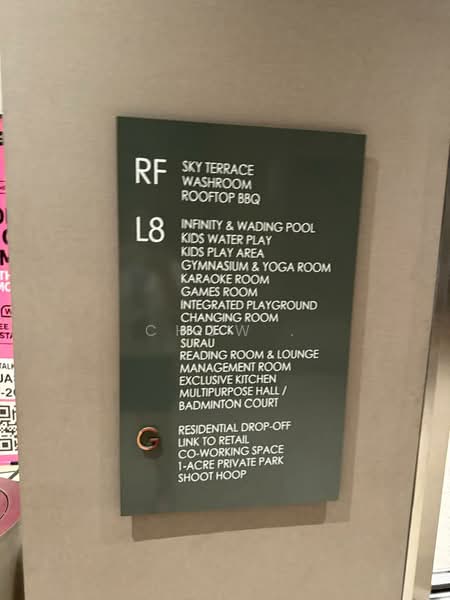 RF
SKY TERRACE
WASHROOM
ROOFTOP BBQ
L8
INFINITY & WADING POOL
KIDS WATER PLAY
KIDS PLAY AREA
GYMNASIUM & YOGA ROOM
KARAOKE ROOM
GAMES ROOM
INTEGRATED PLAYGROUND
CHANGING ROOM
BBQ DECK
SURAU
READING ROOM & LOUNGE
MANAGEMENT ROOM
EXCLUSIVE KITCHEN
MULTIPURPOSE HALL /
BADMINTON COURT
G
RESIDENTIAL DROP-OFF
LINK TO RETAIL
CO-WORKING SPACE
1-ACRE PRIVATE PARK
SHOOT HOOP